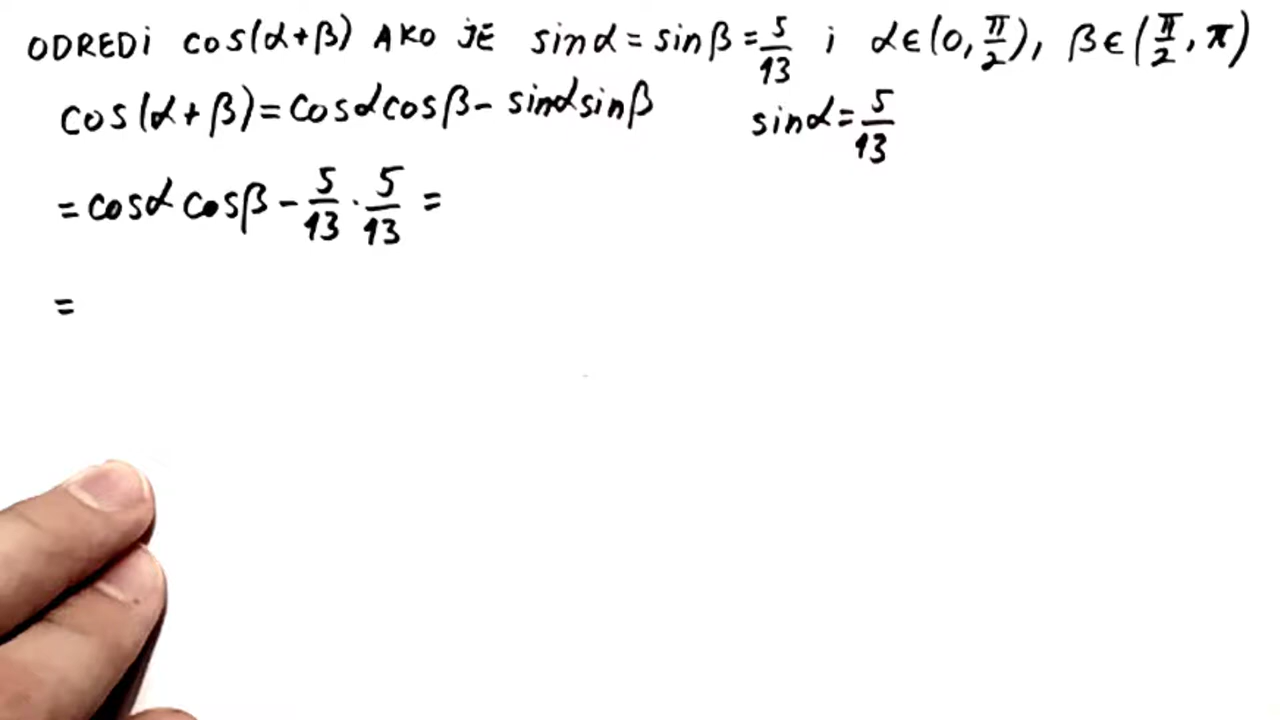 ODREDi cos(α+β) AKO JE sinα = sinβ = 5/13 i α∈(0, π/2), β∈(π/2, π)
cos(α+β) = cosα cosβ - sinα sinβ sinα = 5/13
= cosα cosβ - 5/13 · 5/13 =
=